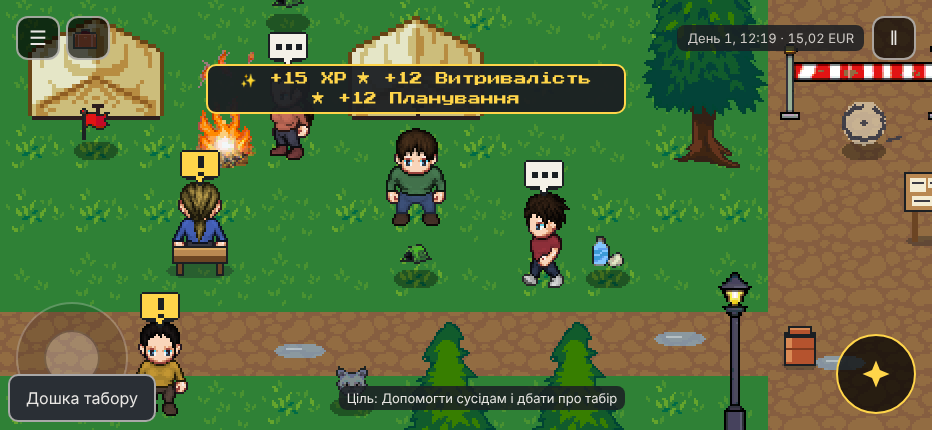 День 1, 12:19 · 15,02 EUR
+15 XP ★ +12 Витривалість
★ +12 Планування
Дошка табору
Ціль: Допомогти сусідам і дбати про табір